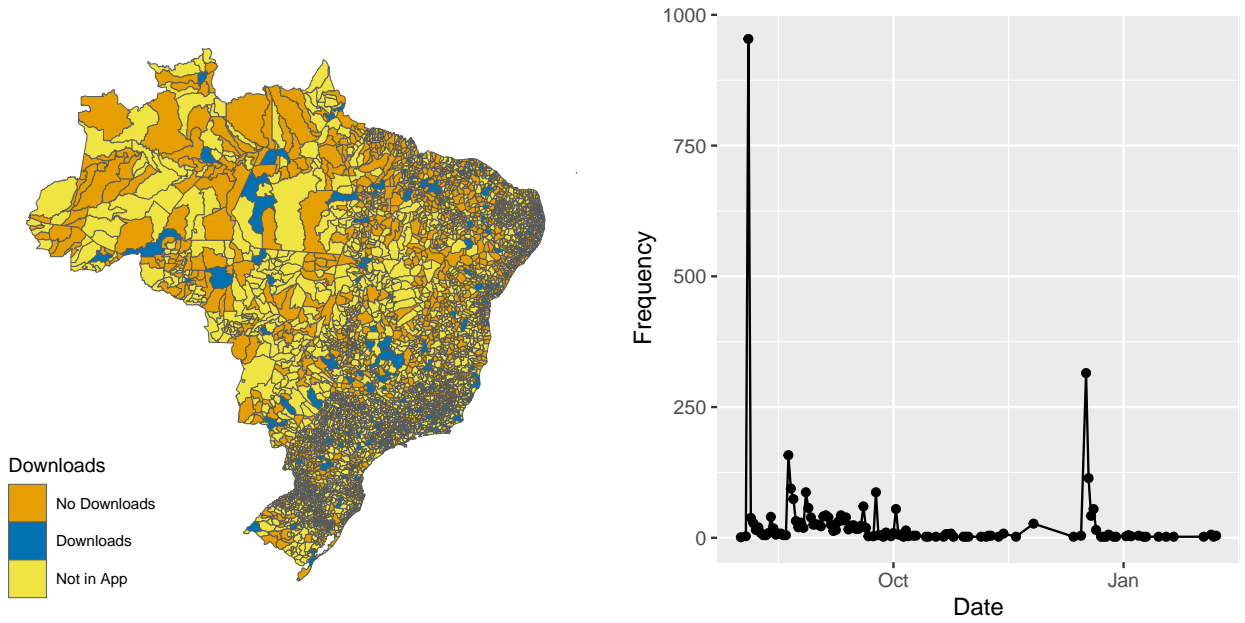 Downloads
No Downloads
Downloads
Not in App
1000
750
500
250
0
Frequency
Oct
Jan
Date